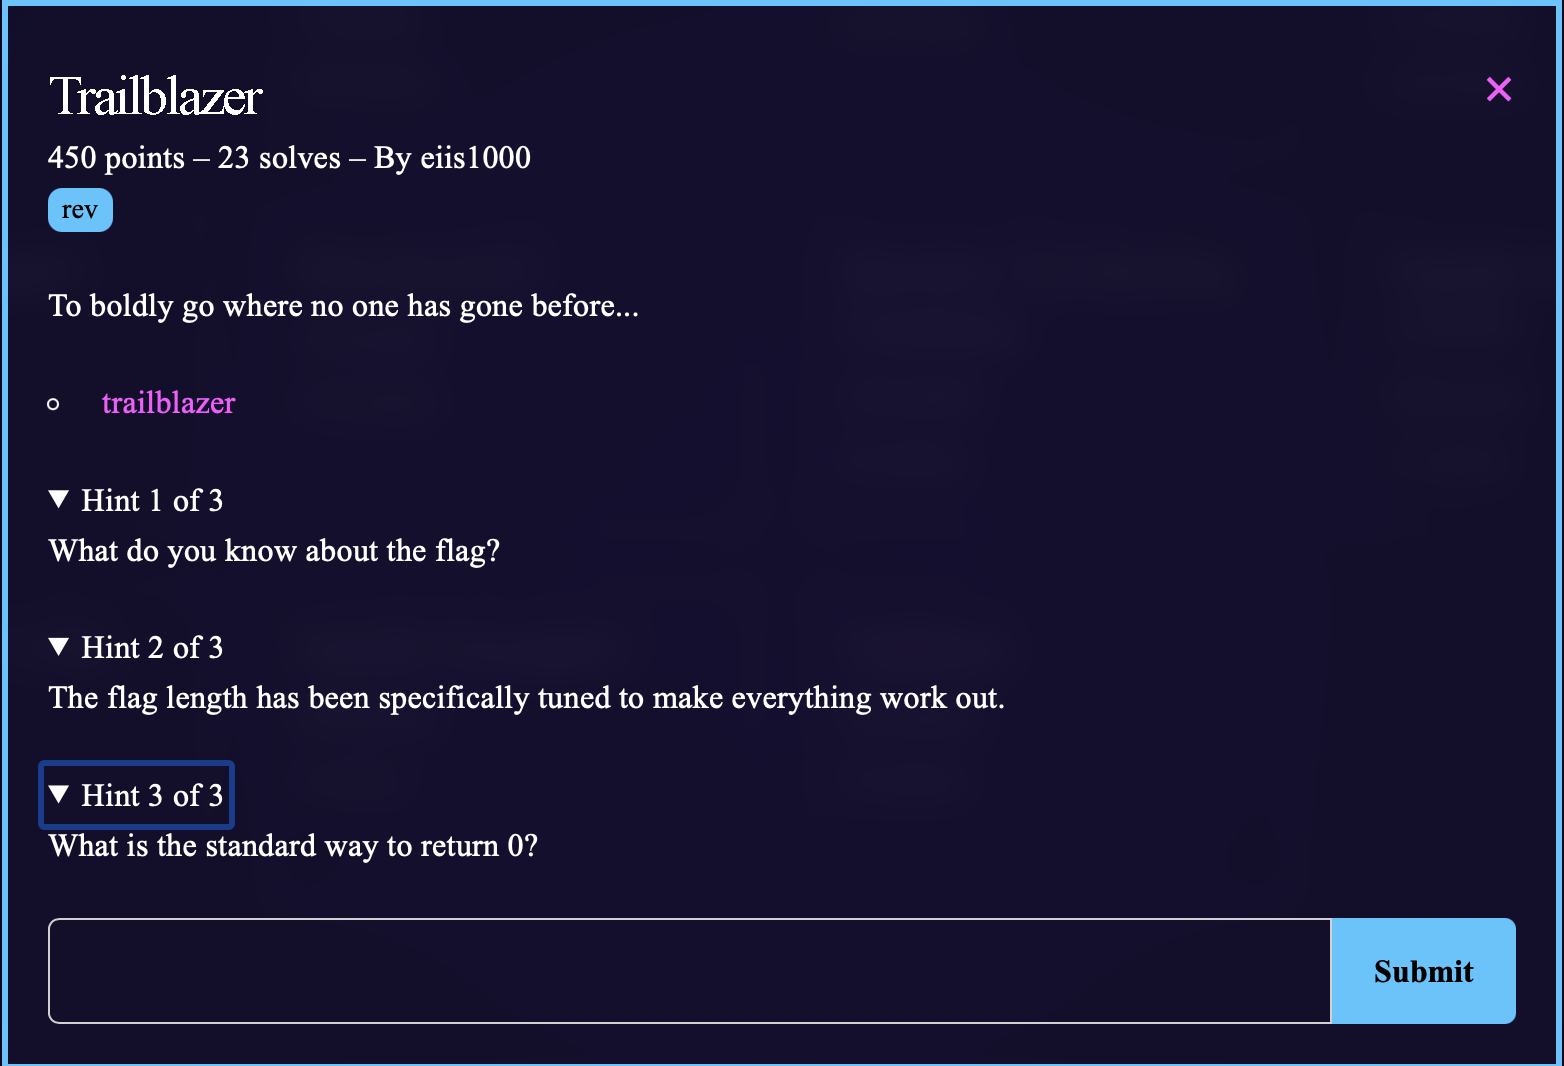 Trailblazer
450 points – 23 solves – By eiis1000
rev
To boldly go where no one has gone before...
trailblazer
Hint 1 of 3
What do you know about the flag?
Hint 2 of 3
The flag length has been specifically tuned to make everything work out.
Hint 3 of 3
What is the standard way to return 0?
Submit